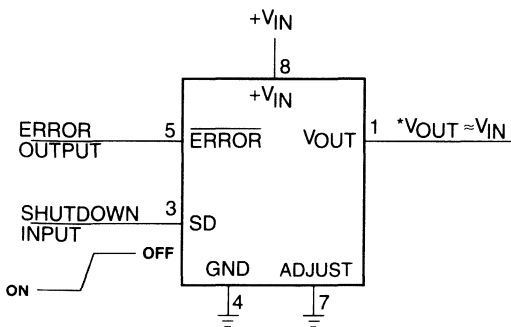 +VIN
8
+VIN
ERROR OUTPUT
5
ERROR
VOUT
1
*VOUT ≈VIN
SHUTDOWN INPUT
3
SD
ON
OFF
GND
ADJUST
4
7